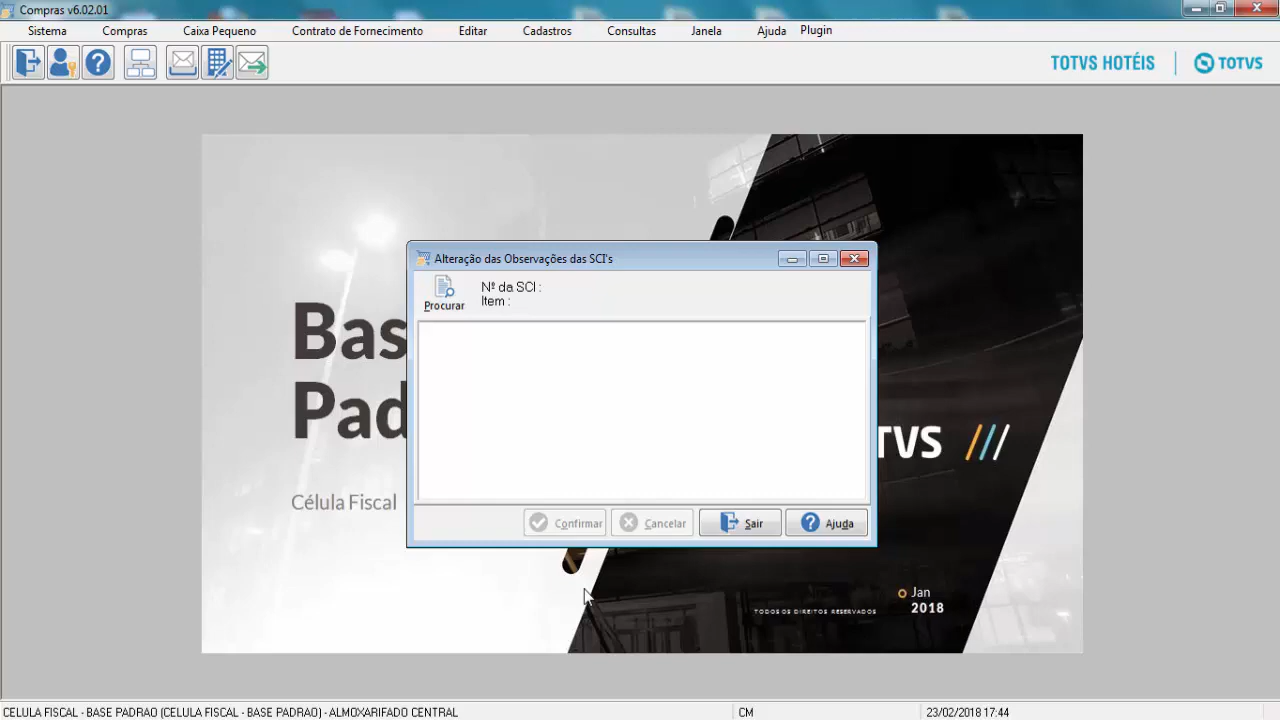 Compras v6.02.01
Sistema Compras Caixa Pequeno Contrato de Fornecimento Editar Cadastros Consultas Janela Ajuda Plugin
TOTVS HOTÉIS TOTVS
Alteração das Observações das SCI's
Nº da SCI :
Item :
Procurar
Bas
Pad
TVS
Célula Fiscal
Confirmar Cancelar Sair Ajuda
Jan
2018
TODOS OS DIREITOS RESERVADOS
CELULA FISCAL - BASE PADRAO (CELULA FISCAL - BASE PADRAO) - ALMOXARIFADO CENTRAL CM 23/02/2018 17:44